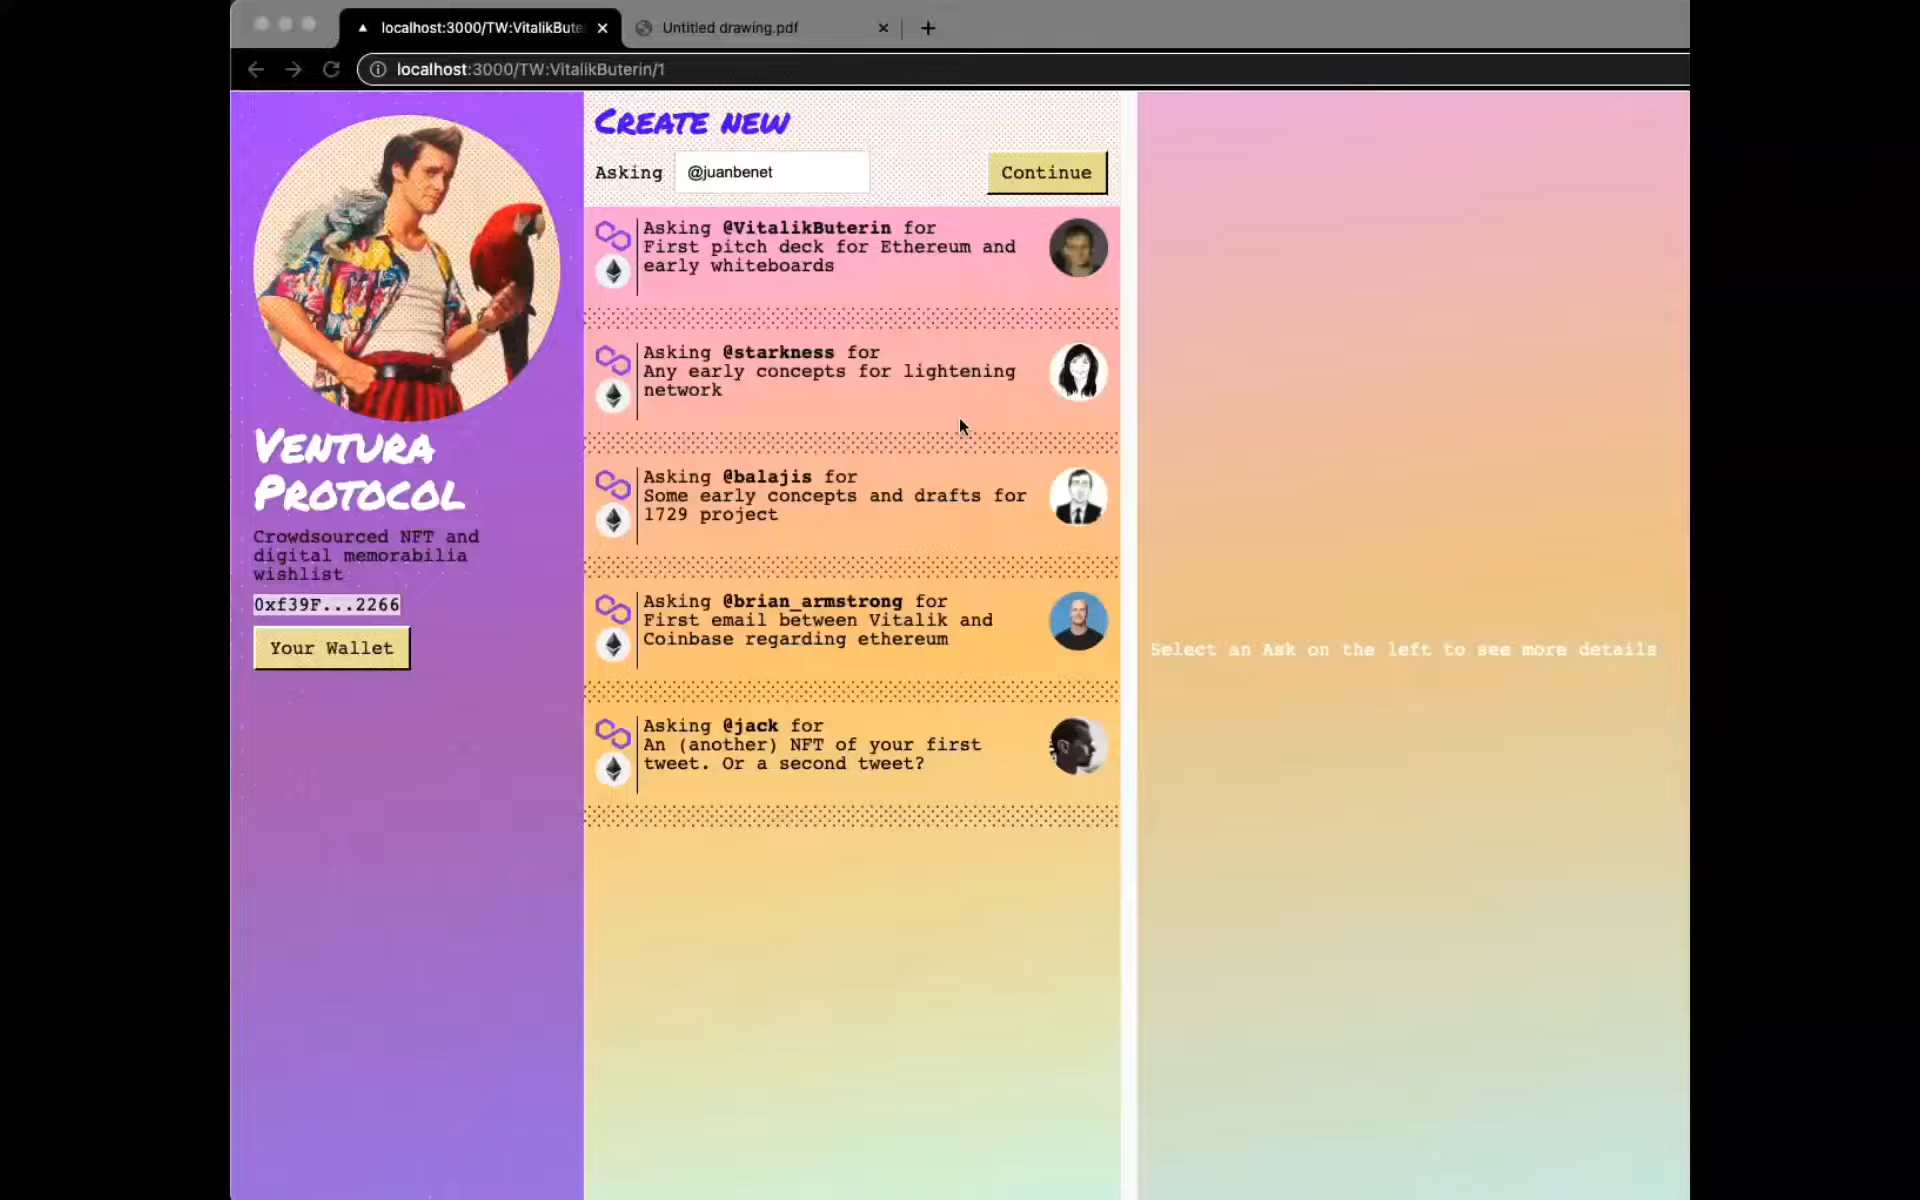 localhost:3000/TW:VitalikBute
Untitled drawing.pdf
localhost:3000/TW:VitalikButerin/1
Ventura
Protocol
Crowdsourced NFT and
digital memorabilia
wishlist
0xf39F...2266
Your Wallet
Create new
Asking @juanbenet Continue
Asking @VitalikButerin for
First pitch deck for Ethereum and
early whiteboards
Asking @starkness for
Any early concepts for lightening
network
Asking @balajis for
Some early concepts and drafts for
1729 project
Asking @brian_armstrong for
First email between Vitalik and
Coinbase regarding ethereum
Asking @jack for
An (another) NFT of your first
tweet. Or a second tweet?
Select an Ask on the left to see more details